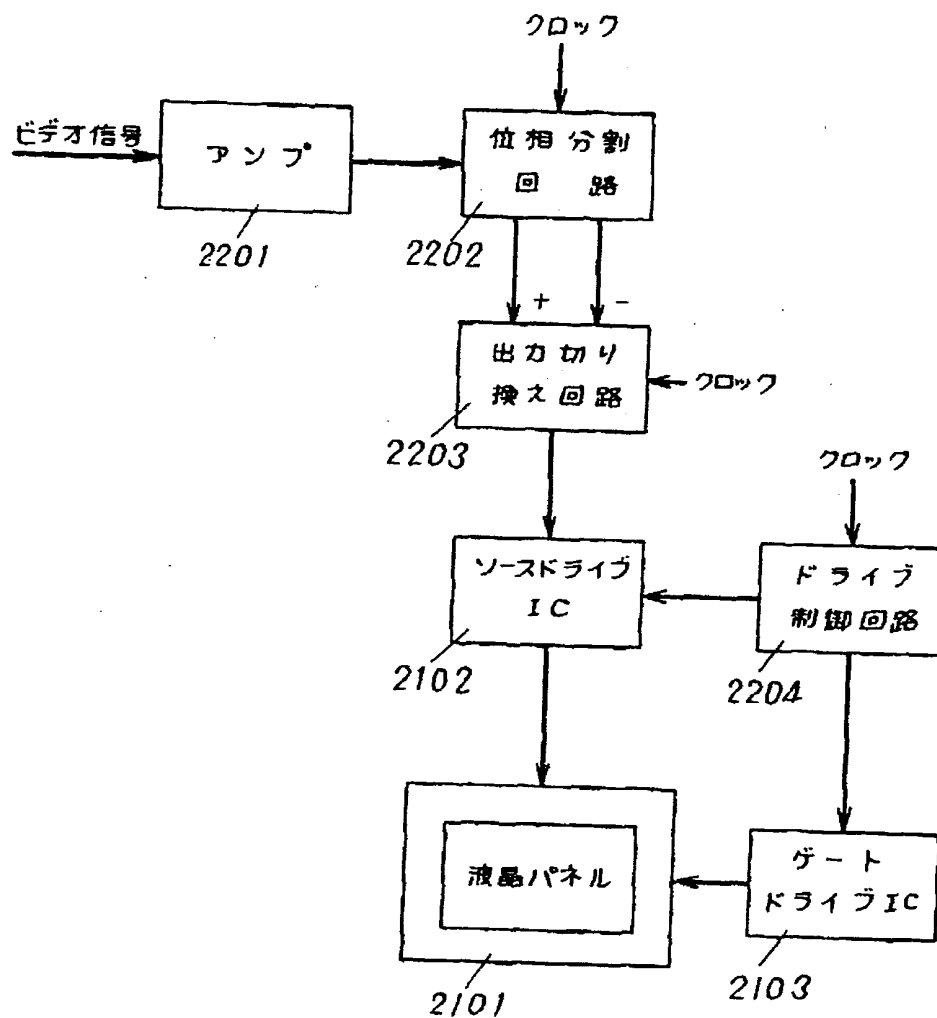 クロック
ビデオ信号
アンプ
位相分割
回路
2201
2202
+
-
出力切り
換え回路
クロック
2203
クロック
ソースドライブ
IC
ドライブ
制御回路
2102
2204
液晶パネル
ゲート
ドライブIC
2101
2103